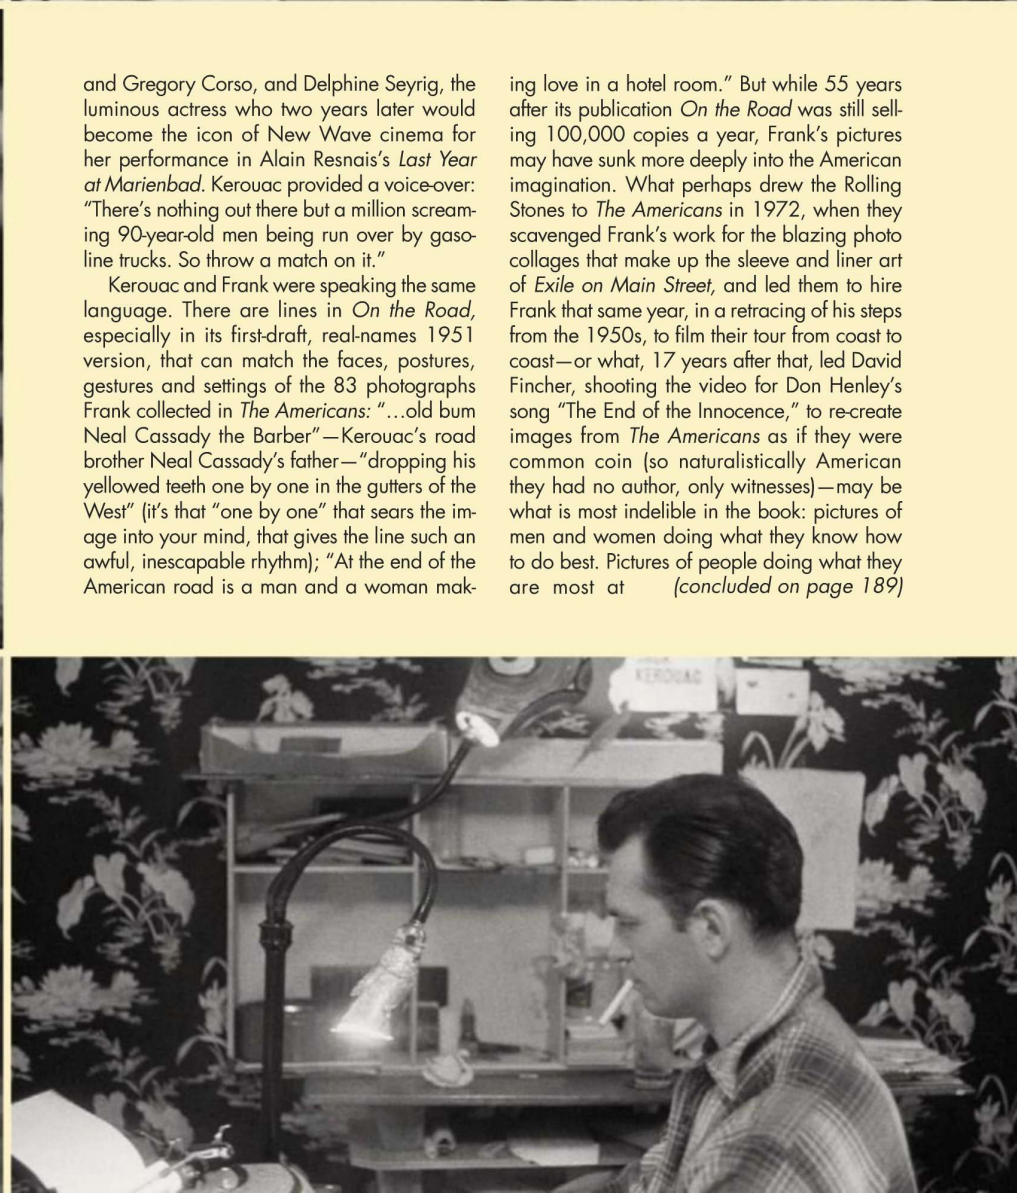 and Gregory Corso, and Delphine Seyrig, the
luminous actress who two years later would
become the icon of New Wave cinema for
her performance in Alain Resnais’s Last Year
at Marienbad. Kerouac provided a voice-over:
“There’s nothing out there but a million scream-
ing 90-year-old men being run over by gaso-
line trucks. So throw a match on it.”
Kerouac and Frank were speaking the same
language. There are lines in On the Road,
especially in its first-draft, real-names 1951
version, that can match the faces, postures,
gestures and settings of the 83 photographs
Frank collected in The Americans: “…old bum
Neal Cassady the Barber”—Kerouac’s road
brother Neal Cassady’s father—“dropping his
yellowed teeth one by one in the gutters of the
West” (it’s that “one by one” that sears the im-
age into your mind, that gives the line such an
awful, inescapable rhythm); “At the end of the
American road is a man and a woman mak-
ing love in a hotel room.” But while 55 years
after its publication On the Road was still sell-
ing 100,000 copies a year, Frank’s pictures
may have sunk more deeply into the American
imagination. What perhaps drew the Rolling
Stones to The Americans in 1972, when they
scavenged Frank’s work for the blazing photo
collages that make up the sleeve and liner art
of Exile on Main Street, and led them to hire
Frank that same year, in a retracing of his steps
from the 1950s, to film their tour from coast to
coast—or what, 17 years after that, led David
Fincher, shooting the video for Don Henley’s
song “The End of the Innocence,” to re-create
images from The Americans as if they were
common coin (so naturalistically American
they had no author, only witnesses)—may be
what is most indelible in the book: pictures of
men and women doing what they know how
to do best. Pictures of people doing what they
are most at (concluded on page 189)
KEROUAC